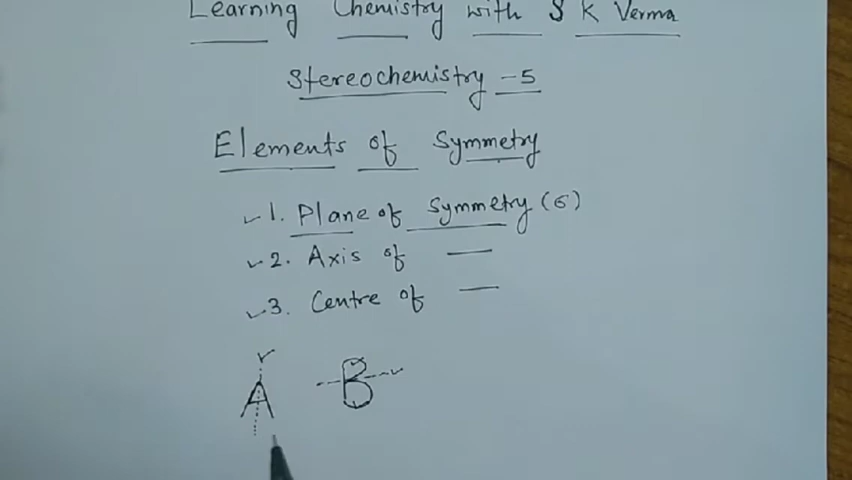 Learning Chemistry with S K Verma
Stereochemistry -5
Elements of Symmetry
✓1. Plane of Symmetry (σ)
✓2. Axis of —
✓3. Centre of —
A B